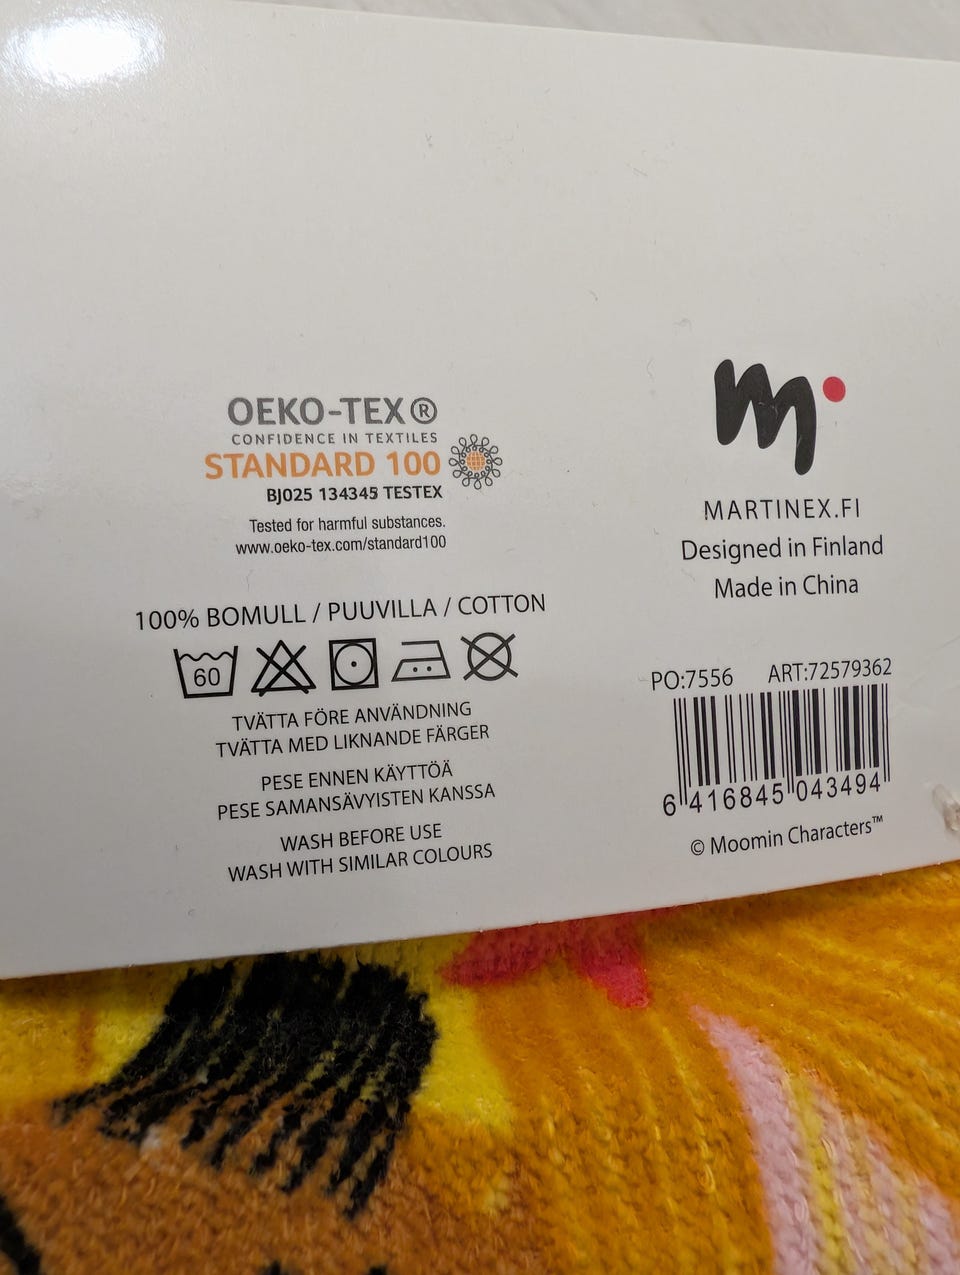 OEKO-TEX®
CONFIDENCE IN TEXTILES
STANDARD 100
BJ025 134345 TESTEX
Tested for harmful substances.
www.oeko-tex.com/standard100
100% BOMULL / PUUVILLA / COTTON
60
TVÄTTA FÖRE ANVÄNDNING
TVÄTTA MED LIKNANDE FÄRGER
PESE ENNEN KÄYTTÖÄ
PESE SAMANSÄVYISTEN KANSSA
WASH BEFORE USE
WASH WITH SIMILAR COLOURS
m
MARTINEX.FI
Designed in Finland
Made in China
PO:7556 ART:72579362
6 416845 043494
© Moomin Characters™